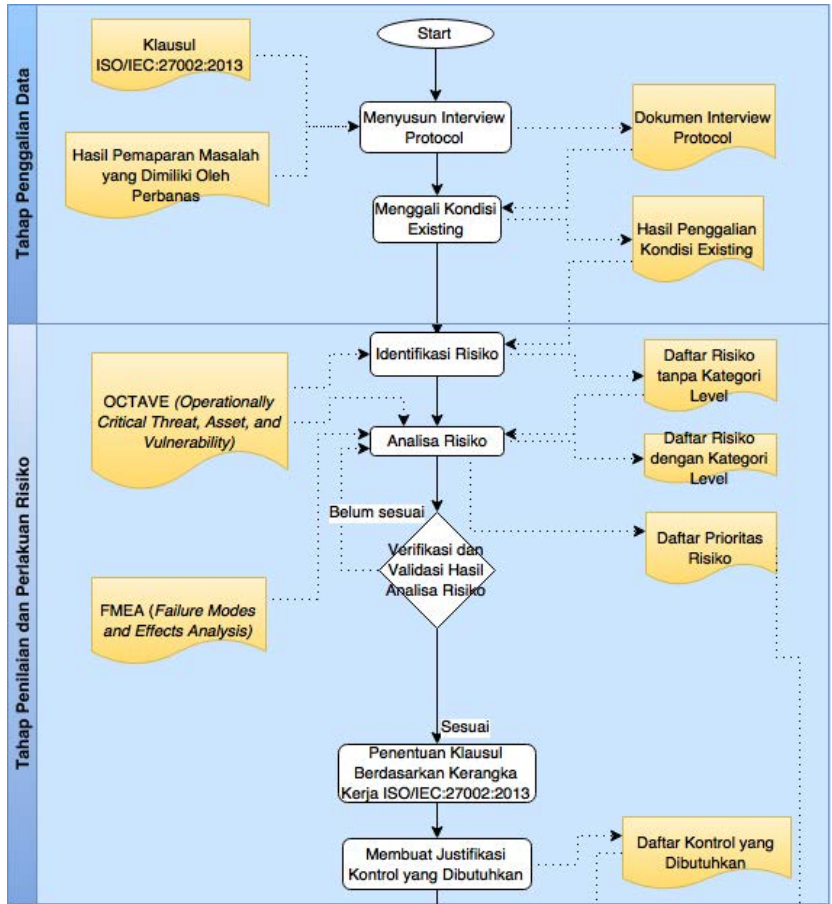 Tahap Penggalian Data
Klausul
ISO/IEC:27002:2013
Start
Menyusun Interview
Protocol
Dokumen Interview
Protocol
Hasil Pemaparan Masalah
yang Dimiliki Oleh
Perbanas
Menggali Kondisi
Existing
Hasil Penggalian
Kondisi Existing
Tahap Penilaian dan Perlakuan Risiko
Identifikasi Risiko
Daftar Risiko
tanpa Kategori
Level
OCTAVE (Operationally
Critical Threat, Asset, and
Vulnerability)
Analisa Risiko
Daftar Risiko
dengan Kategori
Level
Belum sesuai
Verifikasi dan
Validasi Hasil
Analisa Risiko
Daftar Prioritas
Risiko
FMEA (Failure Modes
and Effects Analysis)
Sesuai
Penentuan Klausul
Berdasarkan Kerangka
Kerja ISO/IEC:27002:2013
Membuat Justifikasi
Kontrol yang Dibutuhkan
Daftar Kontrol yang
Dibutuhkan